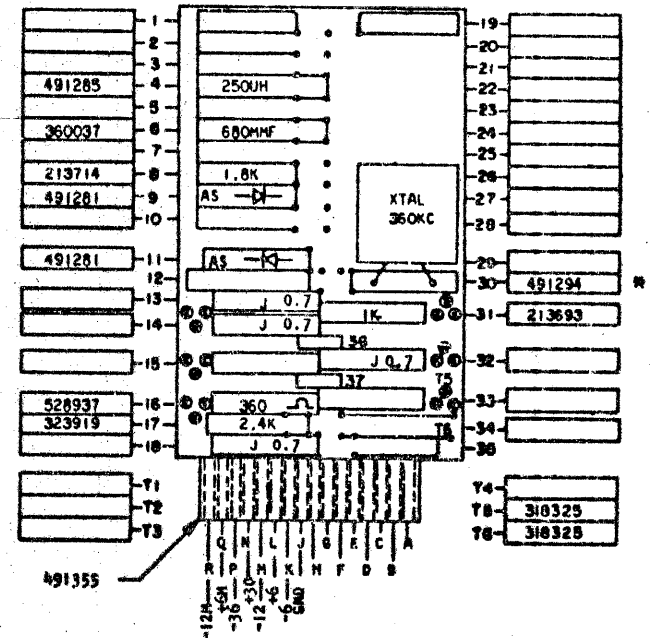 1 19
2 20
3 21
491285 4 250UH 22
5 23
360037 6 680MMF 24
7 25
213714 8 1.8K 26
491281 9 AS XTAL 27
10 360KC 28
491281 11 AS 29
12 30 491294 *
13 J 0.7
14 J 0.7 1K 31 213693
36
15 J 0.7 32
37 T5
528937 16 360 33
323919 17 2.4K 34
18 J 0.7 T6 35
T1 T4
T2 T5 318325
T3 T6 318325
Q N L J G E C A
491355
R P M K H F D B
-12M +6M -36 +30 -12 +6 -6 GND